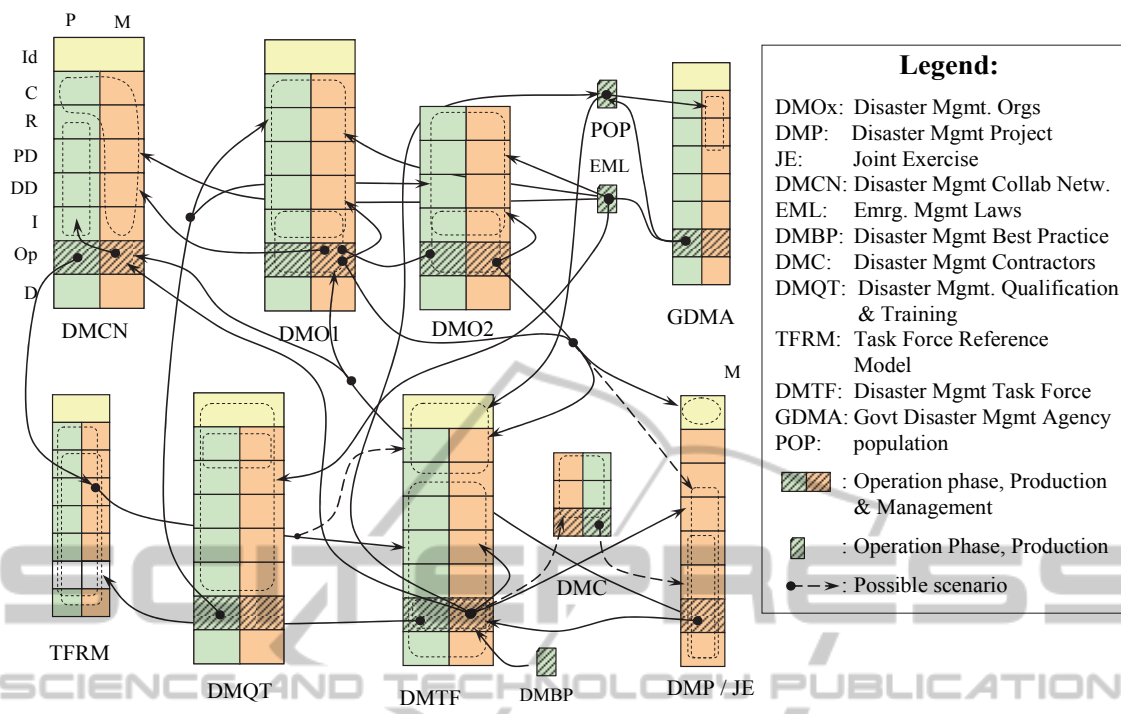 P M
Id
C
R
PD
DD
I
Op
D
DMCN
DMO1
DMO2
POP
EML
GDMA
M
TFRM
DMQT
DMTF
DMC
DMBP
DMP / JE
Legend:
DMOx: Disaster Mgmt. Orgs
DMP: Disaster Mgmt Project
JE: Joint Exercise
DMCN: Disaster Mgmt Collab Netw.
EML: Emrg. Mgmt Laws
DMBP: Disaster Mgmt Best Practice
DMC: Disaster Mgmt Contractors
DMQT: Disaster Mgmt. Qualification
& Training
TFRM: Task Force Reference
Model
DMTF: Disaster Mgmt Task Force
GDMA: Govt Disaster Mgmt Agency
POP: population
: Operation phase, Production
& Management
: Operation Phase, Production
: Possible scenario
SCITEPRESS
SCIENCE AND TECHNOLOGY PUBLICATIONS